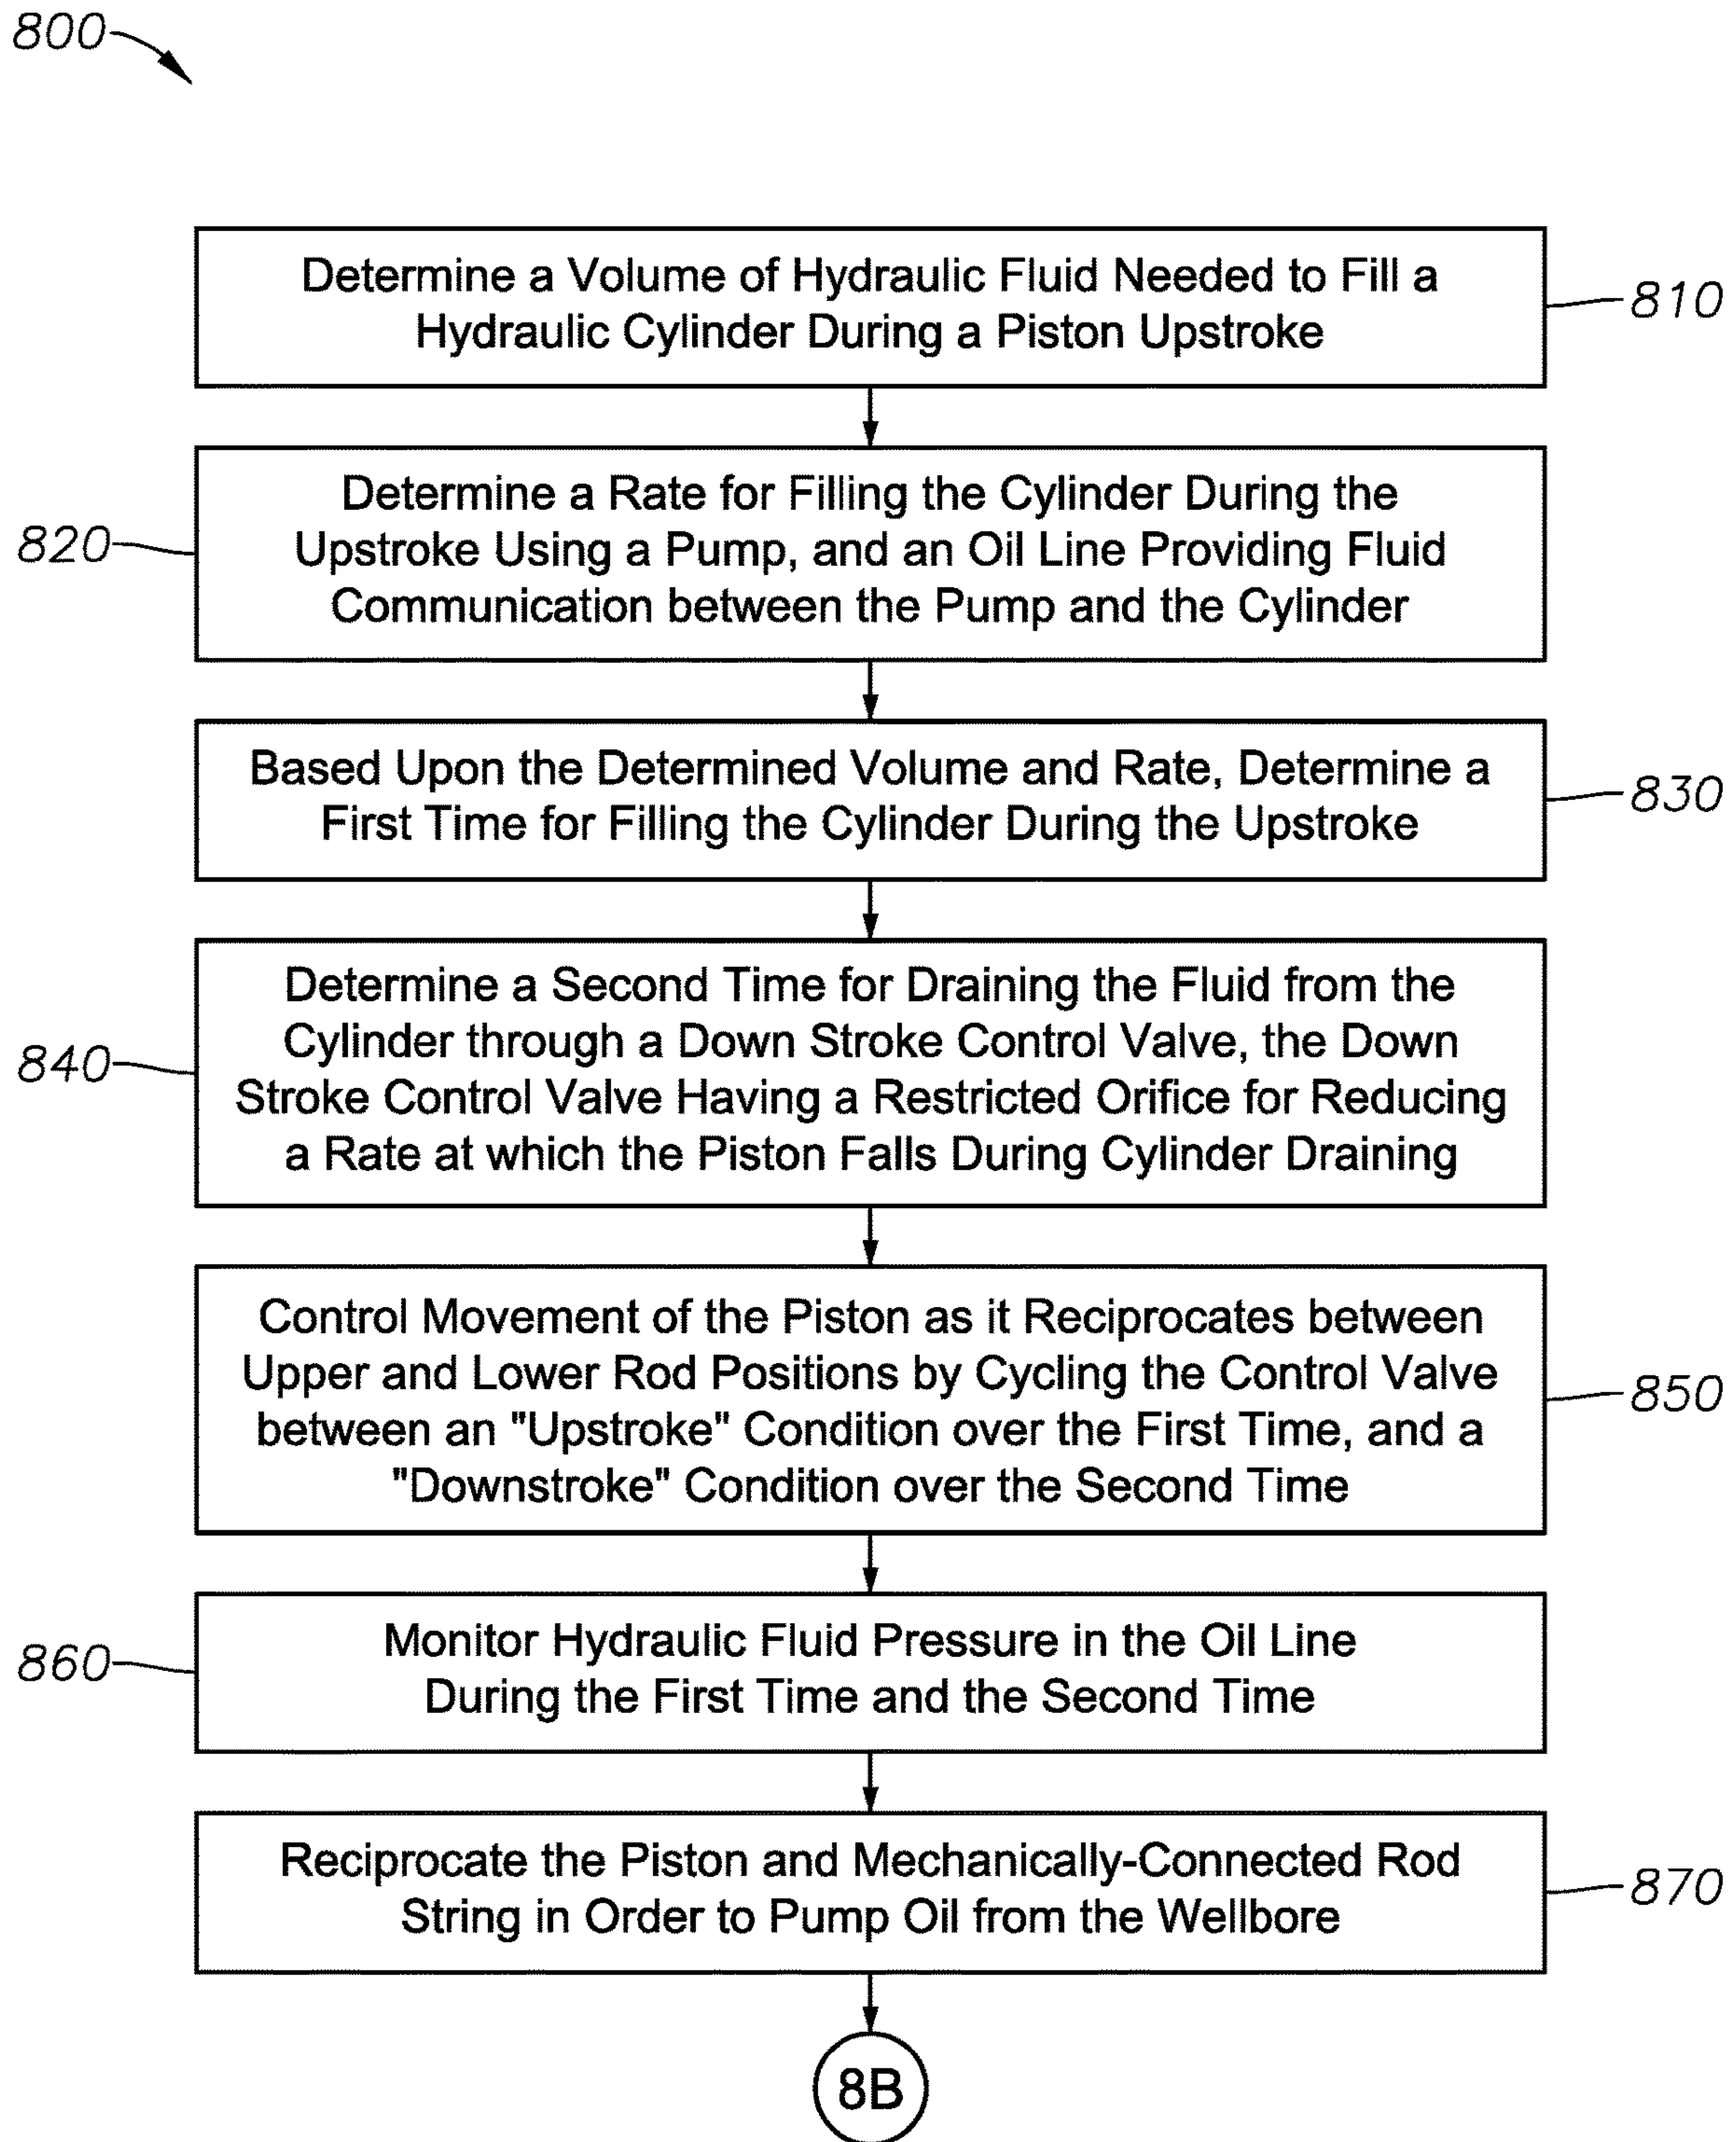 800
Determine a Volume of Hydraulic Fluid Needed to Fill a
Hydraulic Cylinder During a Piston Upstroke
810
Determine a Rate for Filling the Cylinder During the
Upstroke Using a Pump, and an Oil Line Providing Fluid
Communication between the Pump and the Cylinder
820
Based Upon the Determined Volume and Rate, Determine a
First Time for Filling the Cylinder During the Upstroke
830
Determine a Second Time for Draining the Fluid from the
Cylinder through a Down Stroke Control Valve, the Down
Stroke Control Valve Having a Restricted Orifice for Reducing
a Rate at which the Piston Falls During Cylinder Draining
840
Control Movement of the Piston as it Reciprocates between
Upper and Lower Rod Positions by Cycling the Control Valve
between an "Upstroke" Condition over the First Time, and a
"Downstroke" Condition over the Second Time
850
Monitor Hydraulic Fluid Pressure in the Oil Line
During the First Time and the Second Time
860
Reciprocate the Piston and Mechanically-Connected Rod
String in Order to Pump Oil from the Wellbore
870
8B